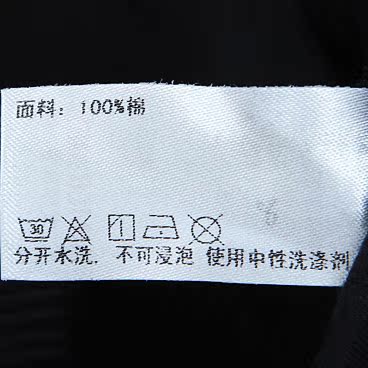 面料：100%棉
30
分开水洗. 不可浸泡 使用中性洗涤剂